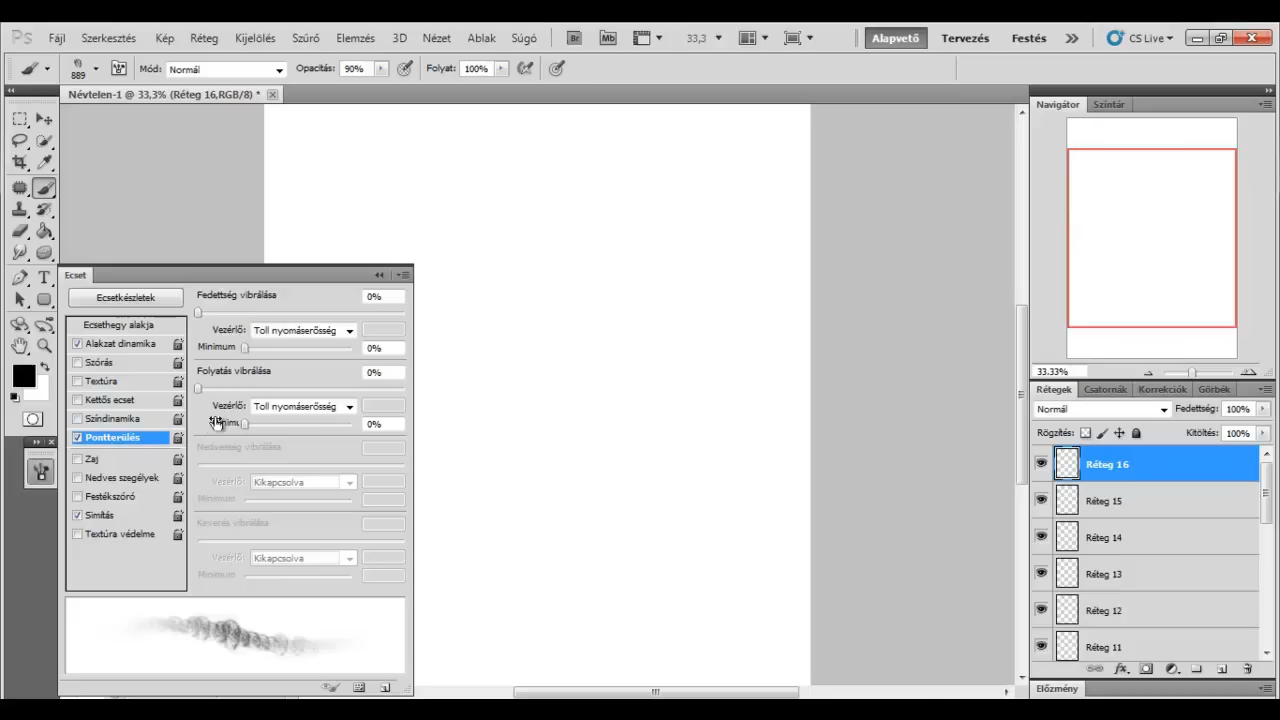 Ps Fájl Szerkesztés Kép Réteg Kijelölés Szűrő Elemzés 3D Nézet Ablak Súgó Br Mb 33,3 Alapvető Tervezés Festés CS Live
889 Mód: Normál Opacitás: 90% Folyat: 100%
Névtelen-1 @ 33,3% (Réteg 16,RGB/8) *
Navigátor Színtár
33.33%
Rétegek Csatornák Korrekciók Görbék
Normál Fedettség: 100%
Rögzítés: Kitöltés: 100%
Réteg 16
Réteg 15
Réteg 14
Réteg 13
Réteg 12
Réteg 11
Előzmény
Ecset
Ecsetkészletek
Ecsethegy alakja
Alakzat dinamika
Szórás
Textúra
Kettős ecset
Színdinamika
Pontterülés
Zaj
Nedves szegélyek
Festékszóró
Simítás
Textúra védelme
Fedettség vibrálása 0%
Vezérlő: Toll nyomáserősség
Minimum 0%
Folyatás vibrálása 0%
Vezérlő: Toll nyomáserősség
0%
Nedvesség vibrálása
Vezérlő: Kikapcsolva
Minimum
Keverés vibrálása
Vezérlő: Kikapcsolva
Minimum